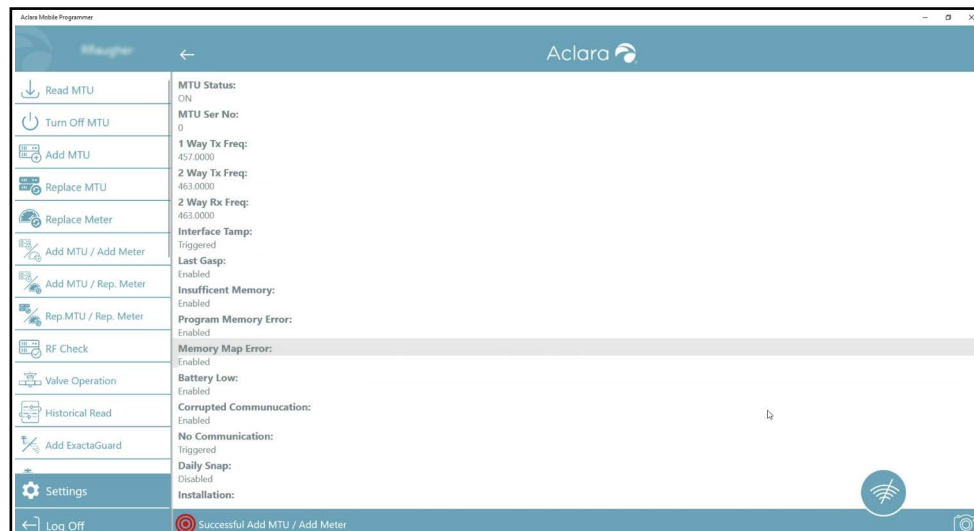 Aclara Mobile Programmer
Rflaugher
Aclara
Read MTU
Turn Off MTU
Add MTU
Replace MTU
Replace Meter
Add MTU / Add Meter
Add MTU / Rep. Meter
Rep.MTU / Rep. Meter
RF Check
Valve Operation
Historical Read
Add ExactaGuard
Settings
Log Off
MTU Status:
ON
MTU Ser No:
0
1 Way Tx Freq:
457.0000
2 Way Tx Freq:
463.0000
2 Way Rx Freq:
463.0000
Interface Tamp:
Triggered
Last Gasp:
Enabled
Insufficent Memory:
Enabled
Program Memory Error:
Enabled
Memory Map Error:
Enabled
Battery Low:
Enabled
Corrupted Communucation:
Enabled
No Communication:
Triggered
Daily Snap:
Disabled
Installation:
Successful Add MTU / Add Meter